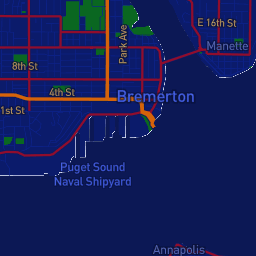 E 16th St
Park Ave
Manette
8th St
4th St
Bremerton
1st St
Puget Sound
Naval Shipyard
Annapolis